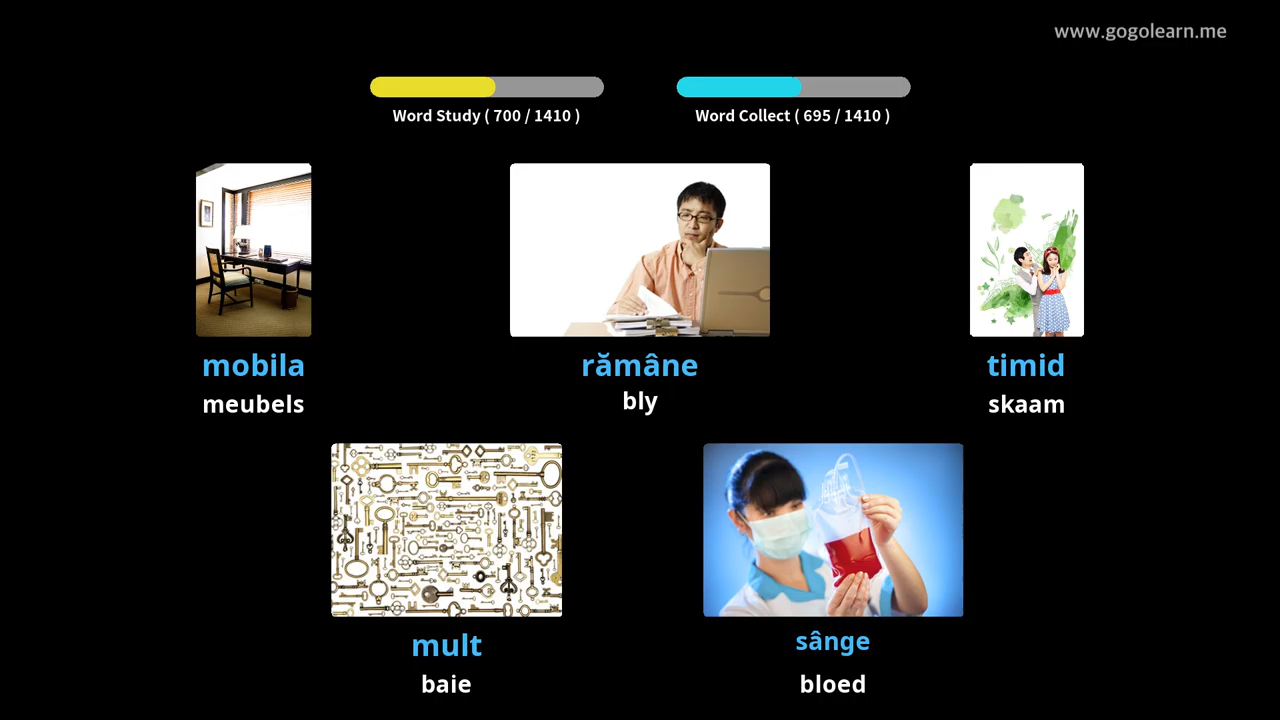 www.gogolearn.me
Word Study ( 700 / 1410 )
Word Collect ( 695 / 1410 )
mobila
meubels
rămâne
bly
timid
skaam
mult
baie
sânge
bloed